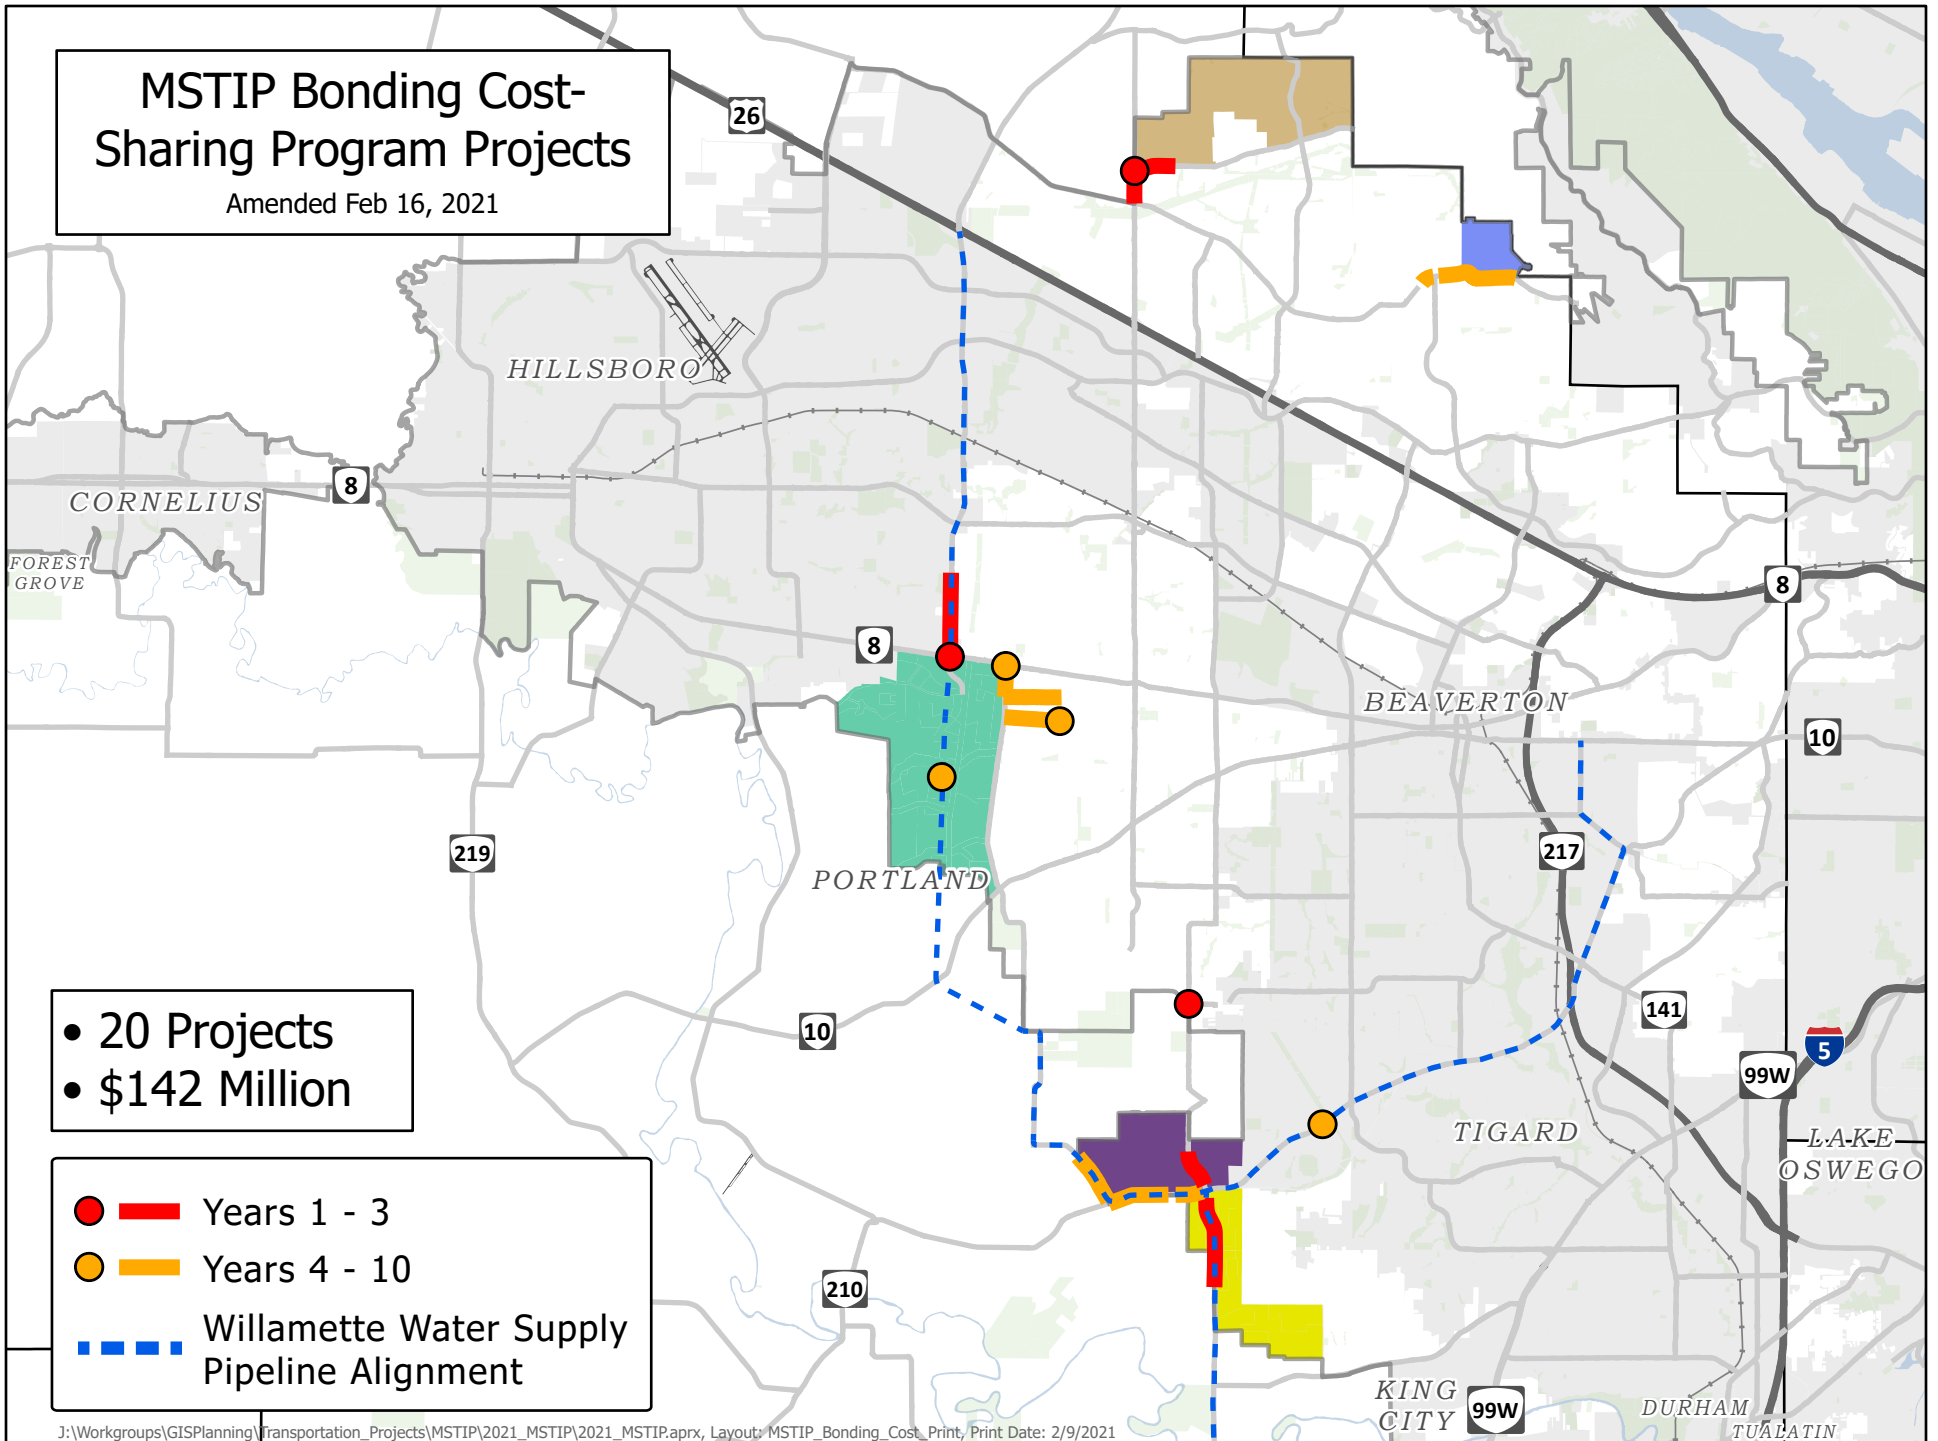 MSTIP Bonding Cost-
Sharing Program Projects
Amended Feb 16, 2021
26
HILLSBORO
CORNELIUS
8
FOREST
GROVE
8
8
BEAVERTON
10
219
217
PORTLAND
10
141
5
99W
• 20 Projects
• $142 Million
TIGARD
LAKE
OSWEGO
Years 1 - 3
Years 4 - 10
Willamette Water Supply
Pipeline Alignment
210
KING
CITY
99W
DURHAM
TUALATIN
J:\Workgroups\GISPlanning\Transportation_Projects\MSTIP\2021_MSTIP\2021_MSTIP.aprx, Layout: MSTIP_Bonding_Cost_Print, Print Date: 2/9/2021